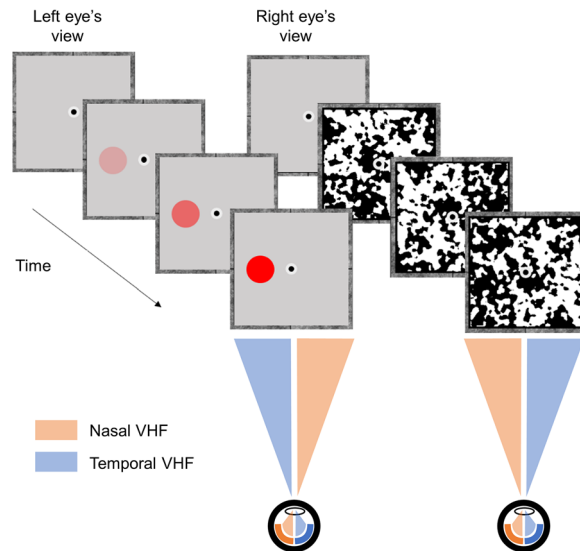 Left eye's
view
Right eye's
view
Time
Nasal VHF
Temporal VHF